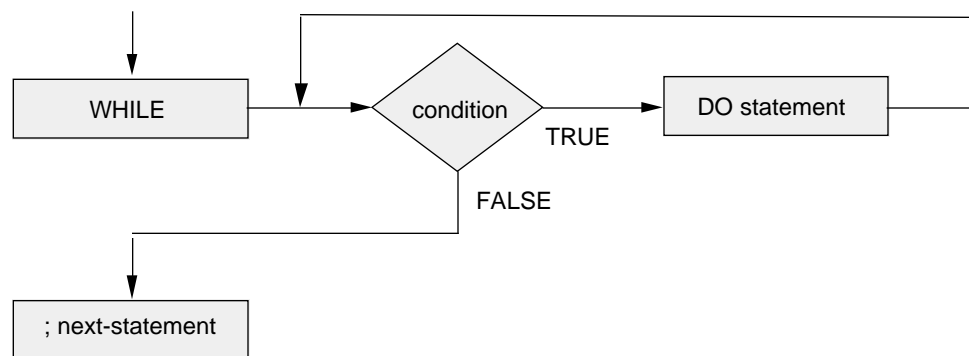 WHILE
condition
DO statement
TRUE
FALSE
; next-statement